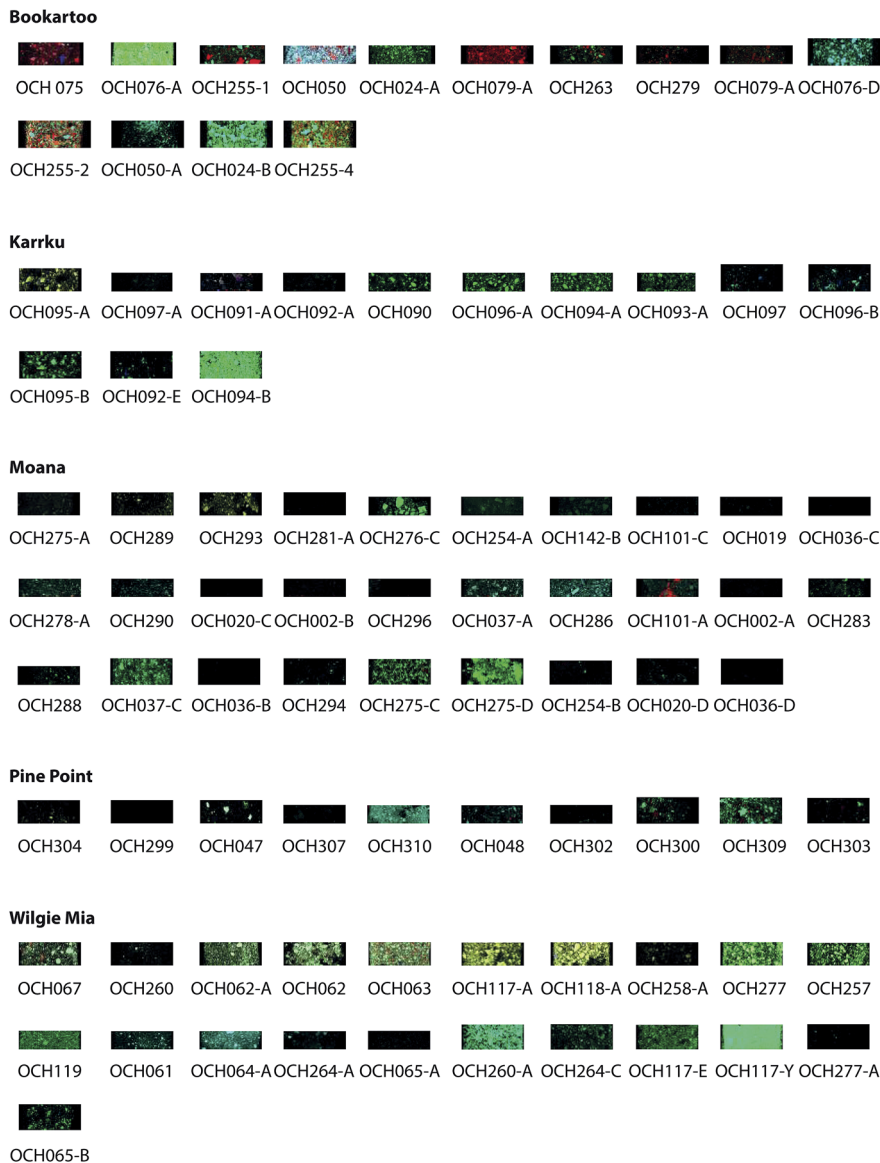 Bookartoo
OCH 075 OCH076-A OCH255-1 OCH050 OCH024-A OCH079-A OCH263 OCH279 OCH079-A OCH076-D
OCH255-2 OCH050-A OCH024-B OCH255-4
Karrku
OCH095-A OCH097-A OCH091-A OCH092-A OCH090 OCH096-A OCH094-A OCH093-A OCH097 OCH096-B
OCH095-B OCH092-E OCH094-B
Moana
OCH275-A OCH289 OCH293 OCH281-A OCH276-C OCH254-A OCH142-B OCH101-C OCH019 OCH036-C
OCH278-A OCH290 OCH020-C OCH002-B OCH296 OCH037-A OCH286 OCH101-A OCH002-A OCH283
OCH288 OCH037-C OCH036-B OCH294 OCH275-C OCH275-D OCH254-B OCH020-D OCH036-D
Pine Point
OCH304 OCH299 OCH047 OCH307 OCH310 OCH048 OCH302 OCH300 OCH309 OCH303
Wilgie Mia
OCH067 OCH260 OCH062-A OCH062 OCH063 OCH117-A OCH118-A OCH258-A OCH277 OCH257
OCH119 OCH061 OCH064-A OCH264-A OCH065-A OCH260-A OCH264-C OCH117-E OCH117-Y OCH277-A
OCH065-B